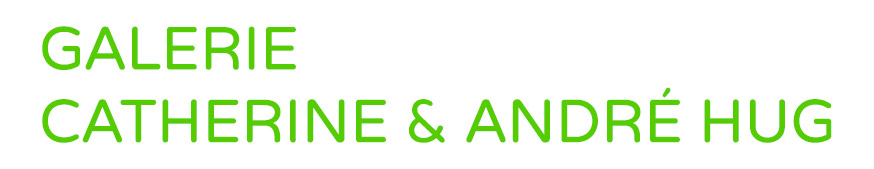 GALERIE
CATHERINE & ANDRÉ HUG